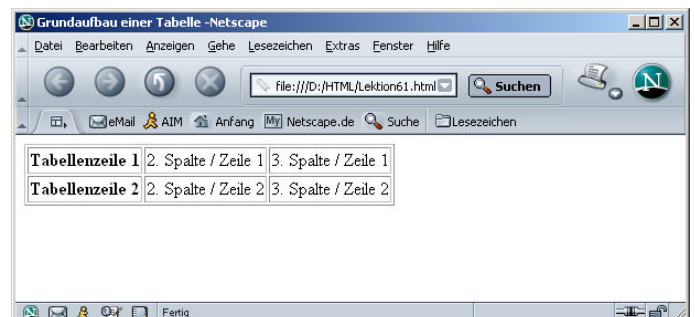 Grundaufbau einer Tabelle -Netscape
Datei Bearbeiten Anzeigen Gehe Lesezeichen Extras Fenster Hilfe
file:///D:/HTML/Lektion61.html Suchen N
eMail AIM Anfang My Netscape.de Suche Lesezeichen
Tabellenzeile 1 2. Spalte / Zeile 1 3. Spalte / Zeile 1
Tabellenzeile 2 2. Spalte / Zeile 2 3. Spalte / Zeile 2
Fertig